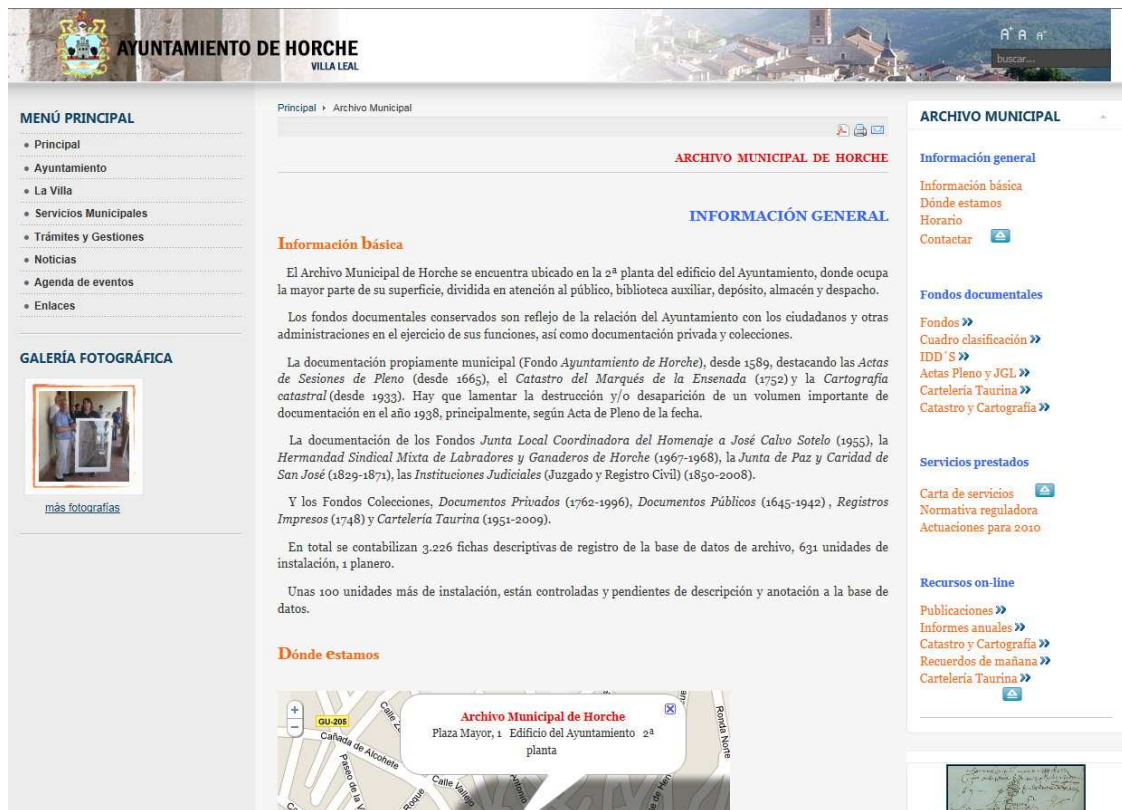 AYUNTAMIENTO DE HORCHE
VILLA LEAL
A+ A A-
buscar...
MENÚ PRINCIPAL
Principal
Ayuntamiento
La Villa
Servicios Municipales
Trámites y Gestiones
Noticias
Agenda de eventos
Enlaces
GALERÍA FOTOGRÁFICA
más fotografías
Principal Archivo Municipal
ARCHIVO MUNICIPAL DE HORCHE
INFORMACIÓN GENERAL
Información básica
El Archivo Municipal de Horche se encuentra ubicado en la 2ª planta del edificio del Ayuntamiento, donde ocupa
la mayor parte de su superficie, dividida en atención al público, biblioteca auxiliar, depósito, almacén y despacho.
Los fondos documentales conservados son reflejo de la relación del Ayuntamiento con los ciudadanos y otras
administraciones en el ejercicio de sus funciones, así como documentación privada y colecciones.
La documentación propiamente municipal (Fondo Ayuntamiento de Horche), desde 1589, destacando las Actas
de Sesiones de Pleno (desde 1665), el Catastro del Marqués de la Ensenada (1752) y la Cartografía
catastral (desde 1933). Hay que lamentar la destrucción y/o desaparición de un volumen importante de
documentación en el año 1938, principalmente, según Acta de Pleno de la fecha.
La documentación de los Fondos Junta Local Coordinadora del Homenaje a José Calvo Sotelo (1955), la
Hermandad Sindical Mixta de Labradores y Ganaderos de Horche (1967-1968), la Junta de Paz y Caridad de
San José (1829-1871), las Instituciones Judiciales (Juzgado y Registro Civil) (1850-2008).
Y los Fondos Colecciones, Documentos Privados (1762-1996), Documentos Públicos (1645-1942) , Registros
Impresos (1748) y Cartelería Taurina (1951-2009).
En total se contabilizan 3.226 fichas descriptivas de registro de la base de datos de archivo, 631 unidades de
instalación, 1 planero.
Unas 100 unidades más de instalación, están controladas y pendientes de descripción y anotación a la base de
datos.
Dónde estamos
+
−
GU-205
Archivo Municipal de Horche
Plaza Mayor, 1 Edificio del Ayuntamiento 2ª
planta
Ronda Norte
Cañada de Alcohete
Paseo de la
Calle Vallejo
Roque
Antonio
ARCHIVO MUNICIPAL
Información general
Información básica
Dónde estamos
Horario
Contactar
Fondos documentales
Fondos »
Cuadro clasificación »
IDD´S »
Actas Pleno y JGL »
Cartelería Taurina »
Catastro y Cartografía »
Servicios prestados
Carta de servicios
Normativa reguladora
Actuaciones para 2010
Recursos on-line
Publicaciones »
Informes anuales »
Catastro y Cartografía »
Recuerdos de mañana »
Cartelería Taurina »